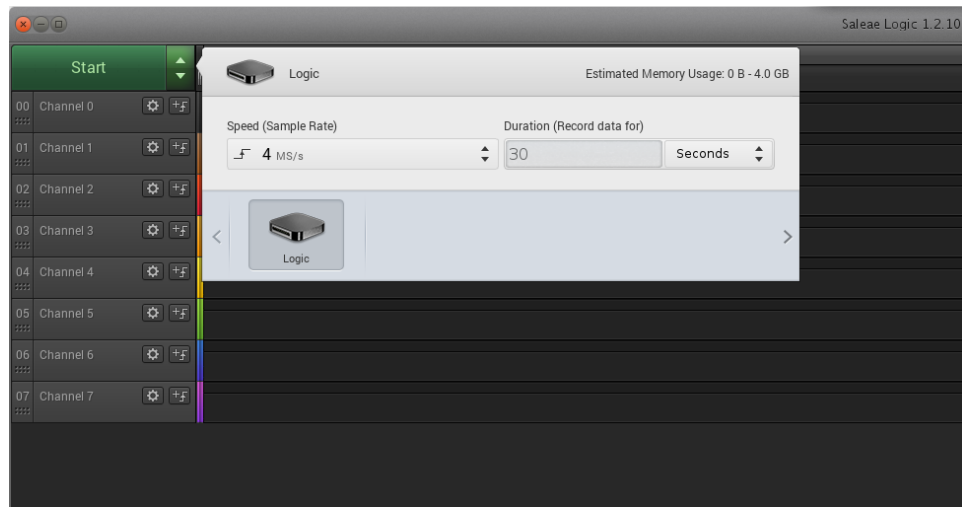 Saleae Logic 1.2.10
Start
Logic
Estimated Memory Usage: 0 B - 4.0 GB
Speed (Sample Rate)
Duration (Record data for)
4 MS/s
30
Seconds
Logic
00 Channel 0
01 Channel 1
02 Channel 2
03 Channel 3
04 Channel 4
05 Channel 5
06 Channel 6
07 Channel 7